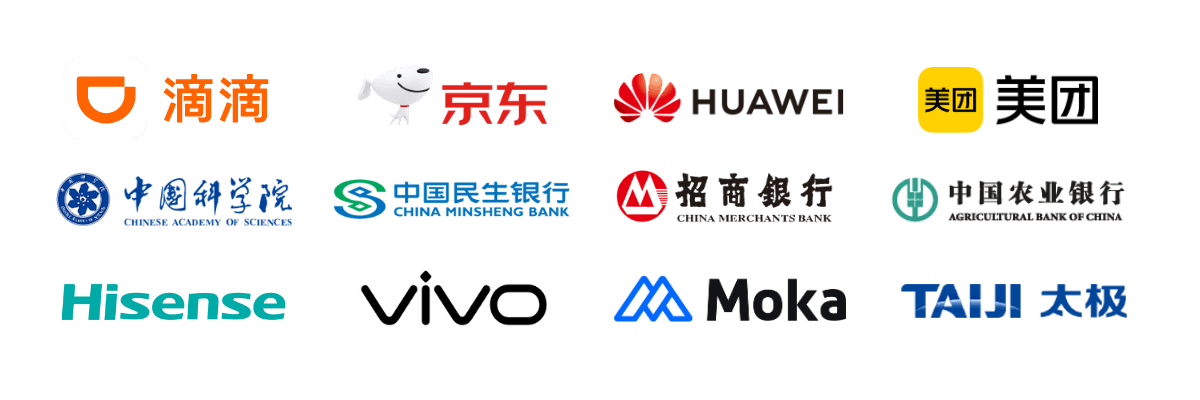 滴滴
京东
HUAWEI
美团 美团
中国科学院
CHINESE ACADEMY OF SCIENCES
中国民生银行
CHINA MINSHENG BANK
招商銀行
CHINA MERCHANTS BANK
中国农业银行
AGRICULTURAL BANK OF CHINA
Hisense
vivo
Moka
TAIJI 太极